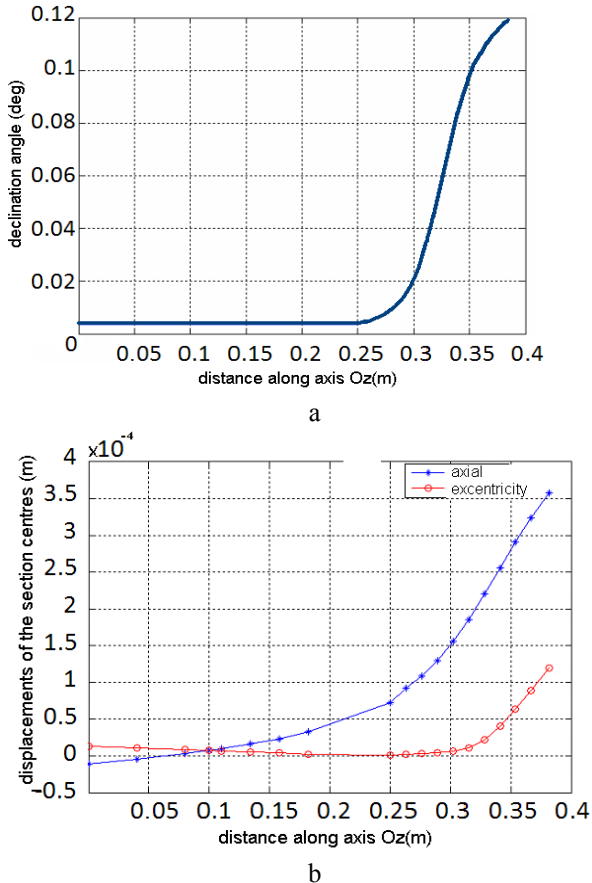 0.12
0.1
0.08
0.06
0.04
0.02
0
declination angle (deg)
0.05 0.1 0.15 0.2 0.25 0.3 0.35 0.4
distance along axis Oz(m)
a
x10-4
4
3.5
3
2.5
2
1.5
1
0.5
0
−0.5
displacements of the section centres (m)
axial
excentricity
0.05 0.1 0.15 0.2 0.25 0.3 0.35 0.4
distance along axis Oz(m)
b